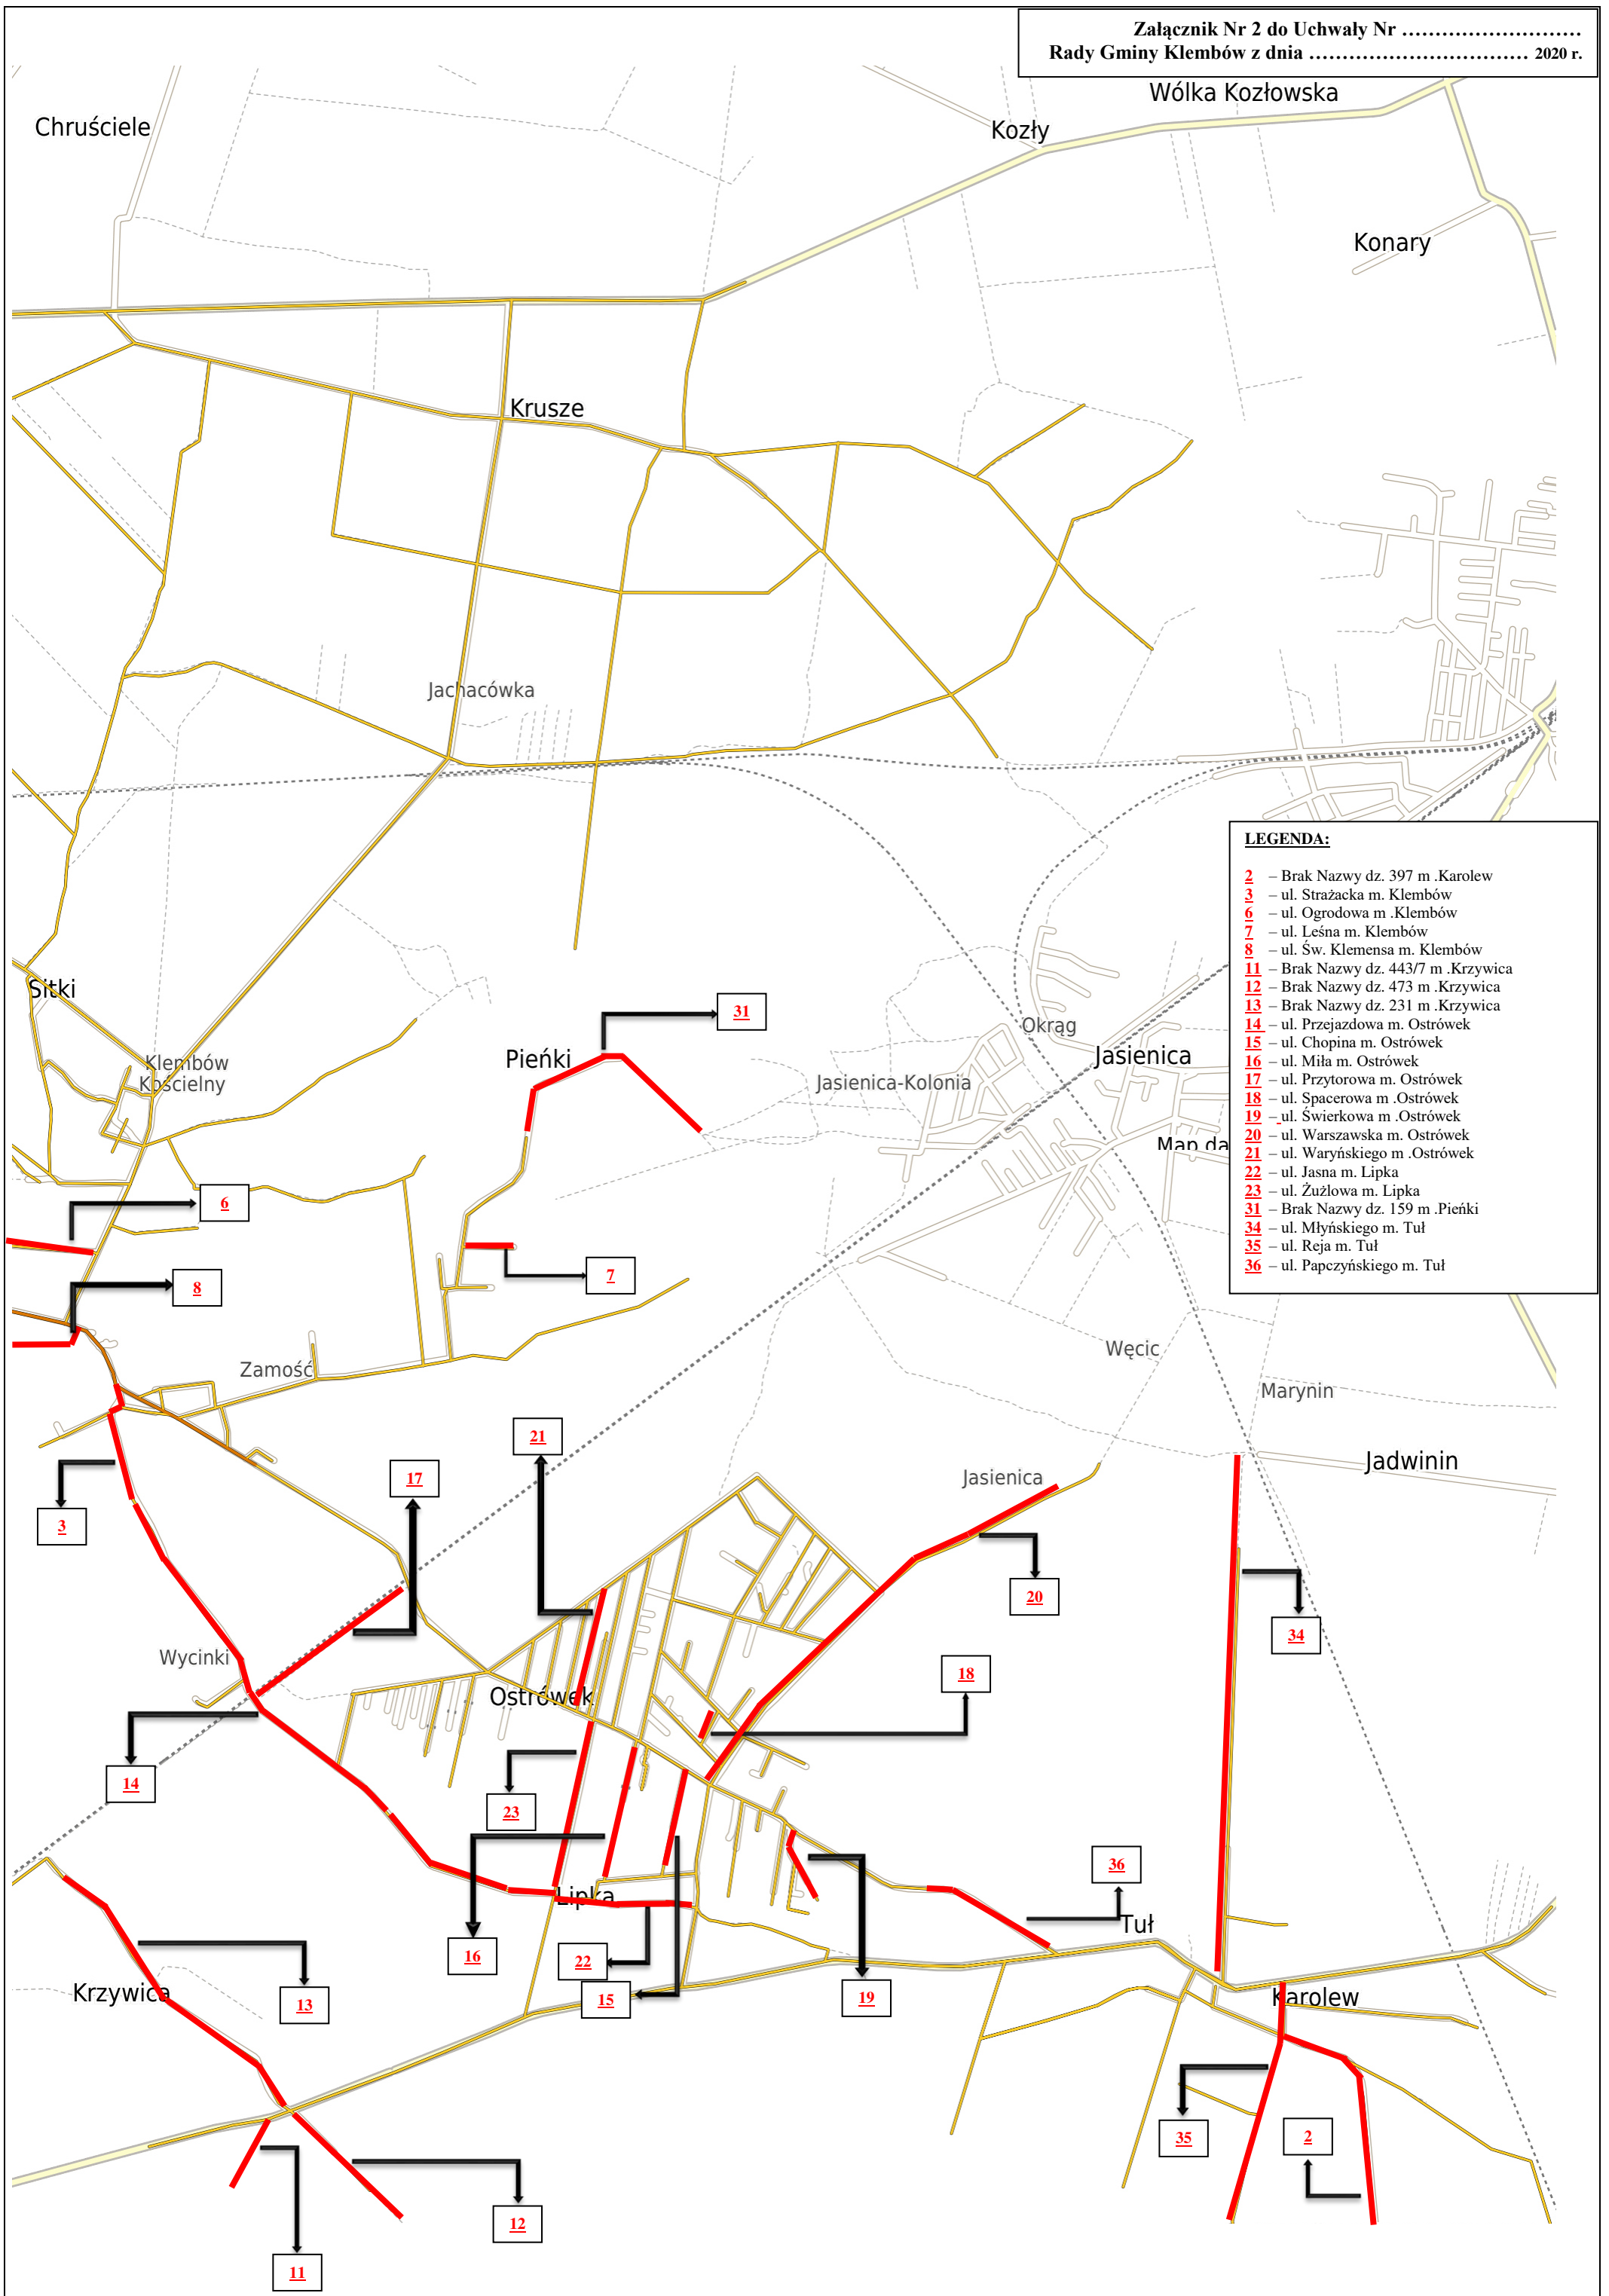 Załącznik Nr 2 do Uchwały Nr ………………………
Rady Gminy Klembów z dnia …………………………… 2020 r.
Wólka Kozłowska
Chruściele
Kozły
Konary
Krusze
Jachacówka
LEGENDA:
2 – Brak Nazwy dz. 397 m .Karolew
3 – ul. Strażacka m. Klembów
6 – ul. Ogrodowa m .Klembów
7 – ul. Leśna m. Klembów
8 – ul. Św. Klemensa m. Klembów
11 – Brak Nazwy dz. 443/7 m .Krzywica
12 – Brak Nazwy dz. 473 m .Krzywica
13 – Brak Nazwy dz. 231 m .Krzywica
14 – ul. Przejazdowa m. Ostrówek
15 – ul. Chopina m. Ostrówek
16 – ul. Miła m. Ostrówek
17 – ul. Przytorowa m. Ostrówek
18 – ul. Spacerowa m .Ostrówek
19 – ul. Świerkowa m .Ostrówek
20 – ul. Warszawska m. Ostrówek
21 – ul. Waryńskiego m .Ostrówek
22 – ul. Jasna m. Lipka
23 – ul. Żużlowa m. Lipka
31 – Brak Nazwy dz. 159 m .Pieńki
34 – ul. Młyńskiego m. Tuł
35 – ul. Reja m. Tuł
36 – ul. Papczyńskiego m. Tuł
Sitki
31
Okrąg
Pieńki
Jasienica
Klembów
Kościelny
Jasienica-Kolonia
Map da
6
7
8
Węcic
Zamość
Marynin
21
Jadwinin
17
Jasienica
3
20
34
Wycinki
18
Ostrówek
14
23
36
Lipka
Tuł
16
22
Krzywica
13
15
19
Karolew
35
2
12
11